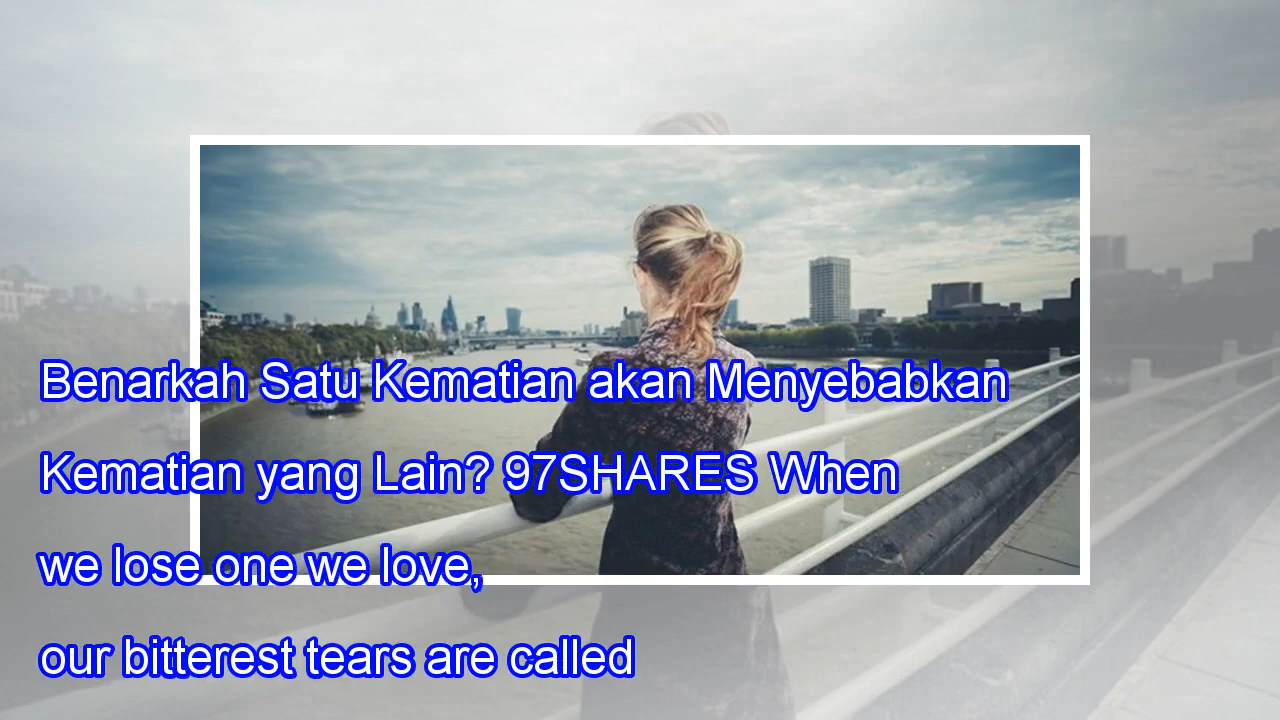 Benarkah Satu Kematian akan Menyebabkan
Kematian yang Lain? 97SHARES When
we lose one we love,
our bitterest tears are called